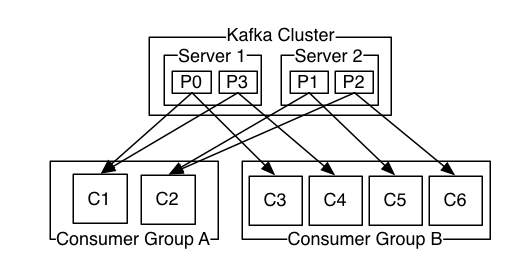 Kafka Cluster
Server 1 Server 2
P0 P3 P1 P2
C1 C2 C3 C4 C5 C6
Consumer Group A Consumer Group B